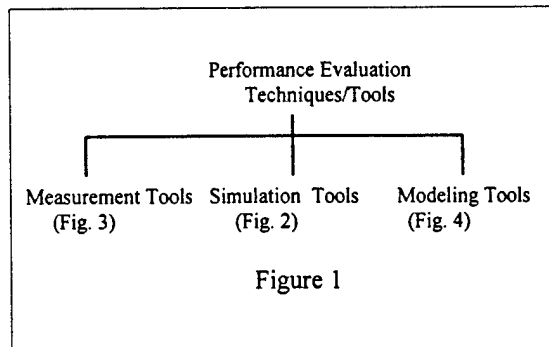 Performance Evaluation
Techniques/Tools
Measurement Tools Simulation Tools Modeling Tools
(Fig. 3) (Fig. 2) (Fig. 4)
Figure 1